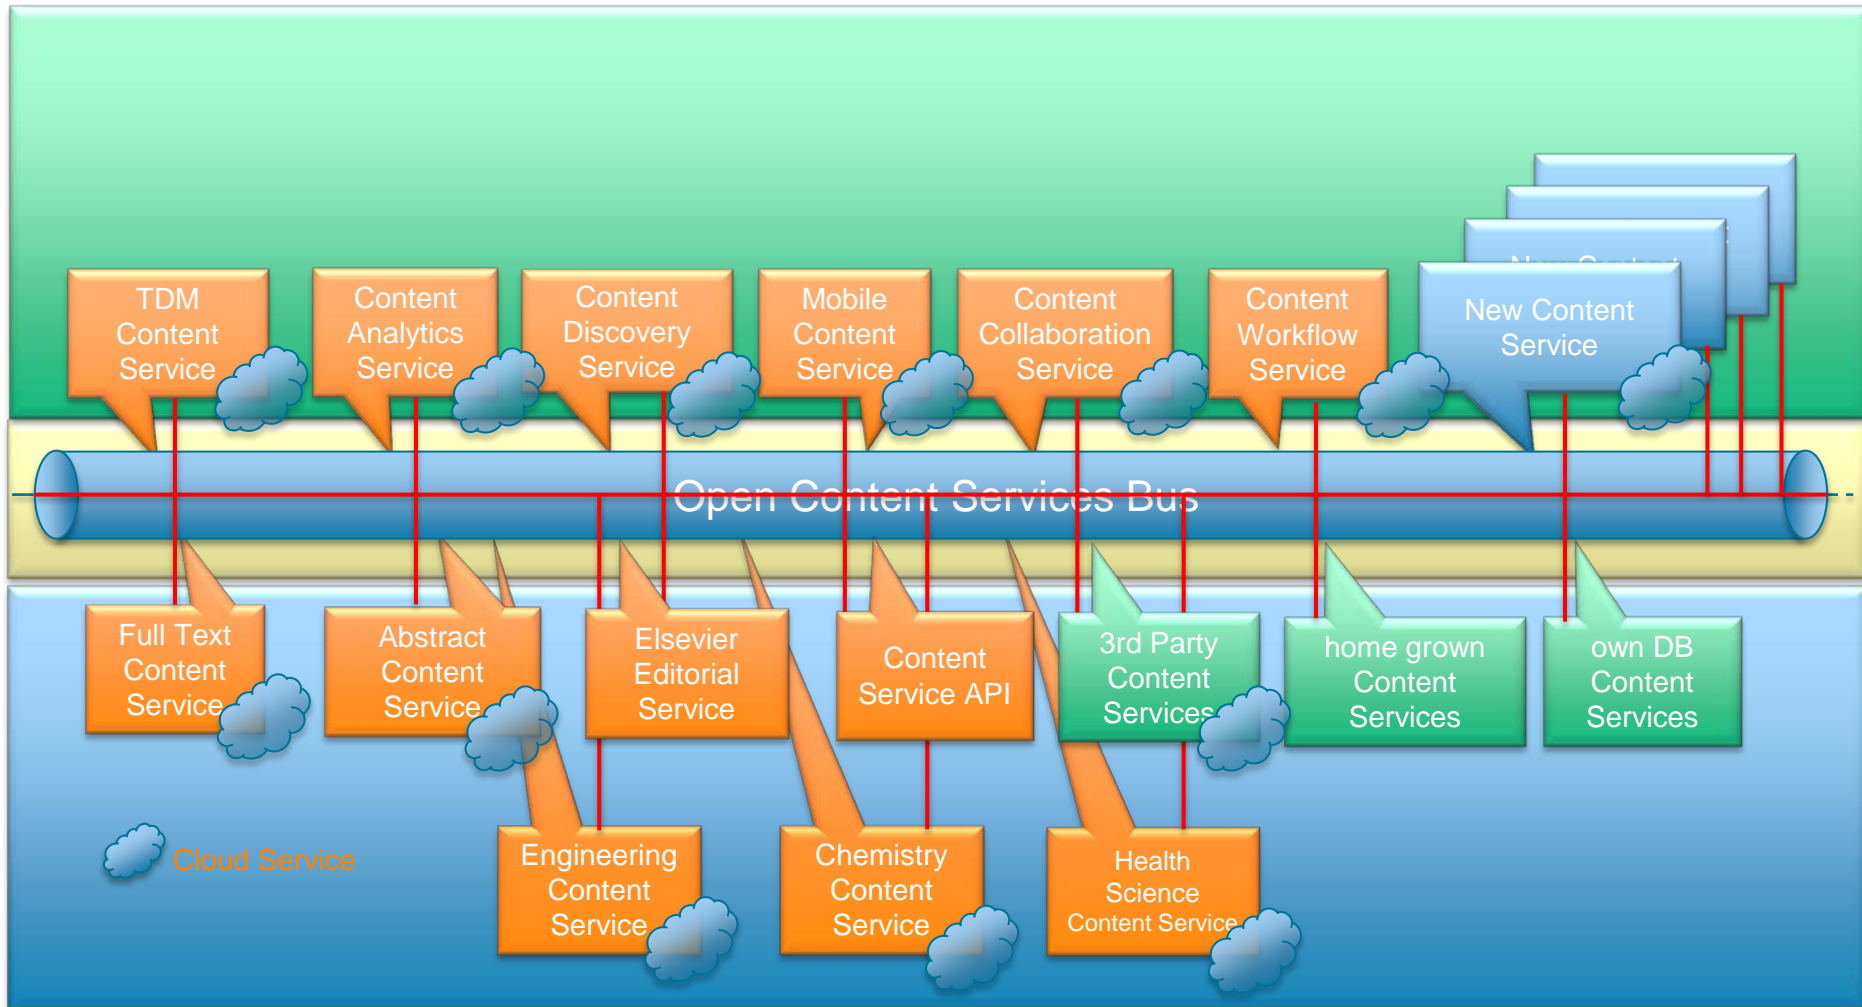 TDM
Content
Service
Content
Analytics
Service
Content
Discovery
Service
Mobile
Content
Service
Content
Collaboration
Service
Content
Workflow
Service
New Content
New Content
Service
Open Content Services Bus
Full Text
Content
Service
Abstract
Content
Service
Elsevier
Editorial
Service
Content
Service API
3rd Party
Content
Services
home grown
Content
Services
own DB
Content
Services
Cloud Service
Engineering
Content
Service
Chemistry
Content
Service
Health
Science
Content Service